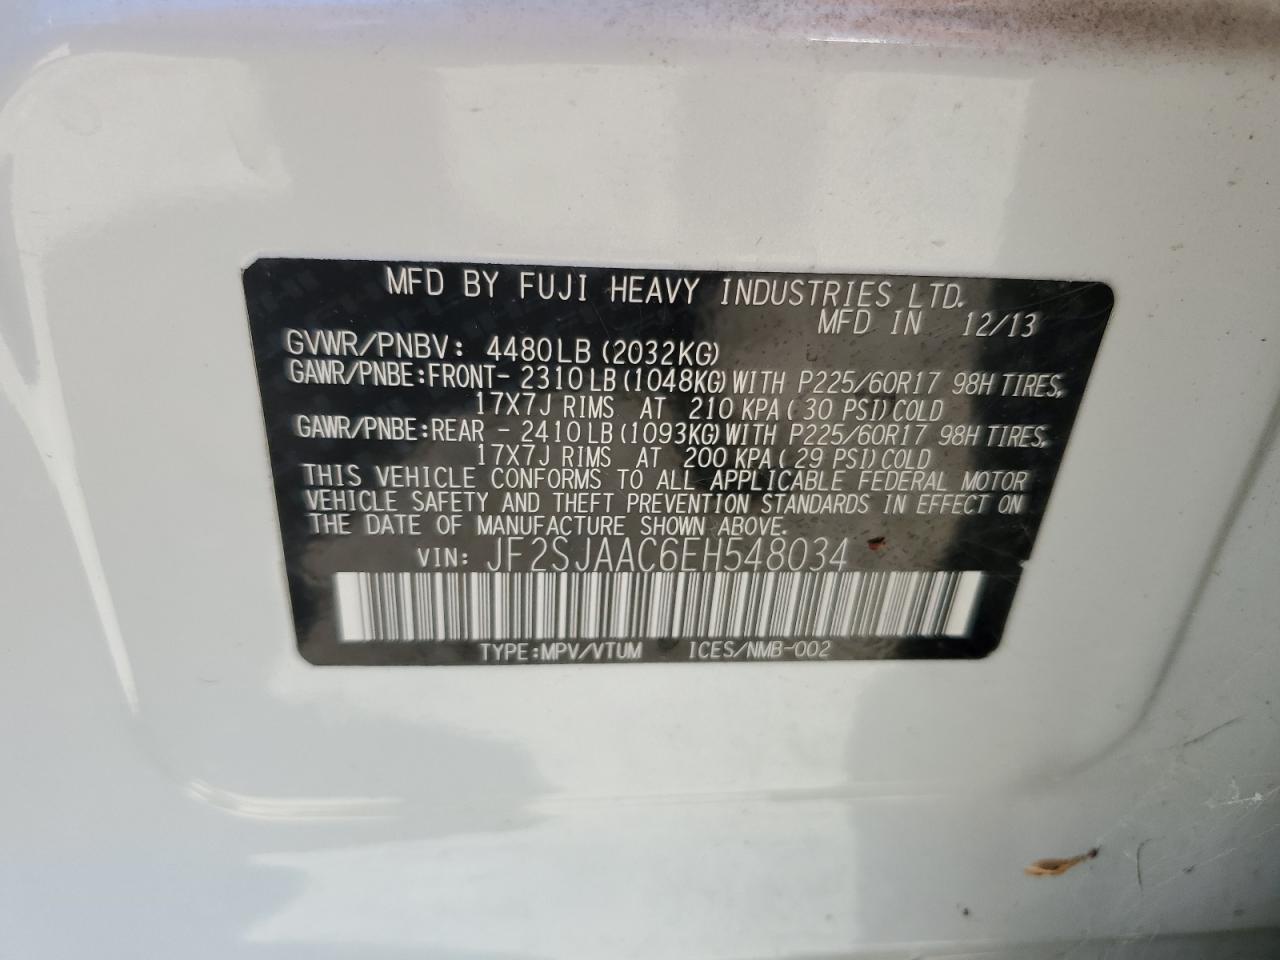 MFD BY FUJI HEAVY INDUSTRIES LTD.
MFD IN 12/13
GVWR/PNBV: 4480LB (2032KG)
GAWR/PNBE:FRONT- 2310LB(1048KG)WITH P225/60R17 98H TIRES,
17X7J RIMS AT 210 KPA(30 PSI)COLD
GAWR/PNBE:REAR - 2410LB(1093KG)WITH P225/60R17 98H TIRES,
17X7J RIMS AT 200 KPA(29 PSI)COLD
THIS VEHICLE CONFORMS TO ALL APPLICABLE FEDERAL MOTOR
VEHICLE SAFETY AND THEFT PREVENTION STANDARDS IN EFFECT ON
THE DATE OF MANUFACTURE SHOWN ABOVE.
VIN: JF2SJAAC6EH548034
TYPE:MPV/VTUM ICES/NMB-002